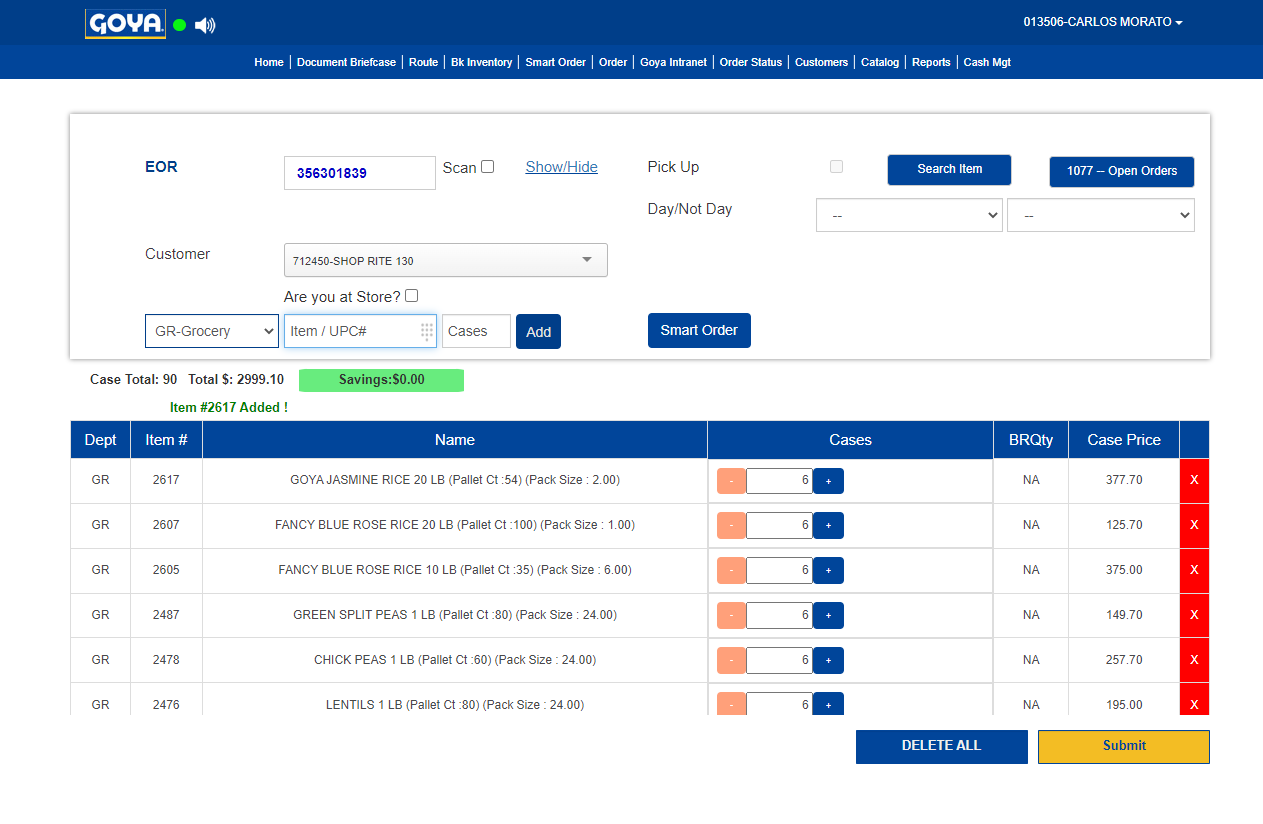 GOYA
013506-CARLOS MORATO
Home | Document Briefcase | Route | Bk Inventory | Smart Order | Order | Goya Intranet | Order Status | Customers | Catalog | Reports | Cash Mgt
EOR 356301839 Scan Show/Hide Pick Up Search Item 1077 -- Open Orders
Day/Not Day -- --
Customer 712450-SHOP RITE 130
Are you at Store?
GR-Grocery Item / UPC# Cases Add Smart Order
Case Total: 90 Total $: 2999.10 Savings:$0.00
Item #2617 Added !
Dept Item # Name Cases BRQty Case Price
GR 2617 GOYA JASMINE RICE 20 LB (Pallet Ct :54) (Pack Size : 2.00) - 6 + NA 377.70 X
GR 2607 FANCY BLUE ROSE RICE 20 LB (Pallet Ct :100) (Pack Size : 1.00) - 6 + NA 125.70 X
GR 2605 FANCY BLUE ROSE RICE 10 LB (Pallet Ct :35) (Pack Size : 6.00) - 6 + NA 375.00 X
GR 2487 GREEN SPLIT PEAS 1 LB (Pallet Ct :80) (Pack Size : 24.00) - 6 + NA 149.70 X
GR 2478 CHICK PEAS 1 LB (Pallet Ct :60) (Pack Size : 24.00) - 6 + NA 257.70 X
GR 2476 LENTILS 1 LB (Pallet Ct :80) (Pack Size : 24.00) - 6 + NA 195.00 X
DELETE ALL Submit